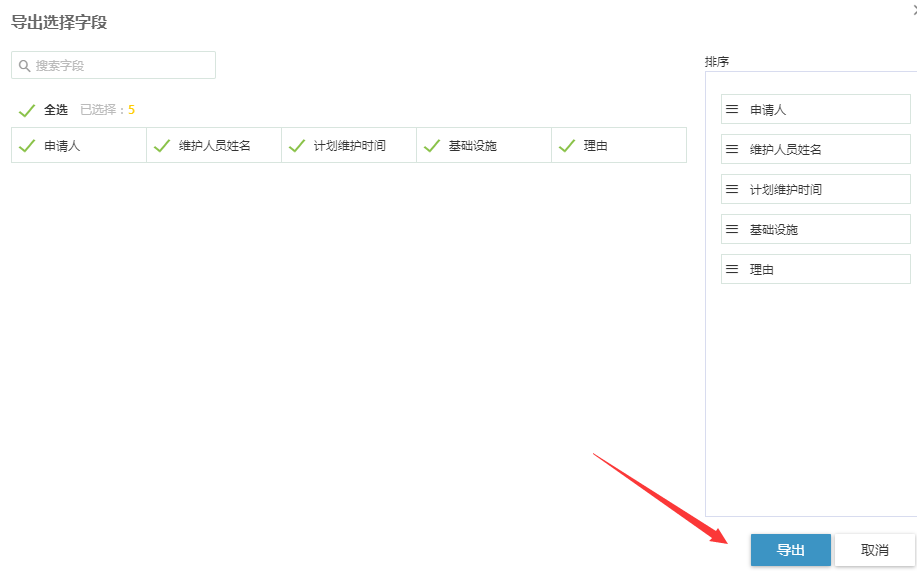 导出选择字段
搜索字段
全选 已选择：5
申请人 维护人员姓名 计划维护时间 基础设施 理由
排序
申请人
维护人员姓名
计划维护时间
基础设施
理由
导出 取消